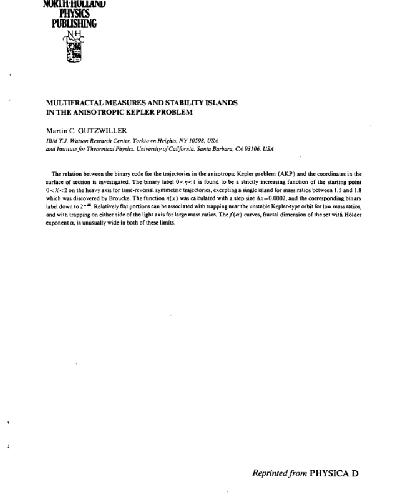 NORTH-HOLLAND
PHYSICS
PUBLISHING
NH
MULTIFRACTAL MEASURES AND STABILITY ISLANDS
IN THE ANISOTROPIC KEPLER PROBLEM
Martin C. GUTZWILLER
IBM T.J. Watson Research Center, Yorktown Heights, NY 10598, USA
and Institute for Theoretical Physics, University of California, Santa Barbara, CA 93106, USA
The relation between the binary code for the trajectories in the anisotropic Kepler problem (AKP) and the coordinates in the
surface of section is investigated. The binary label 0<η<1 is found to be a strictly increasing function of the starting point
0<X<2 on the heavy axis for time-reversal symmetric trajectories, excepting a single island for mass ratios between 1.3 and 1.8
which was discovered by Broucke. The function η(x) was calculated with a step size Δx=0.0002, and the corresponding binary
label down to Relatively flat portions can be associated with trapping near the unstable Kepler-type orbit for low mass ratios,
and with trapping on either side of the light axis for large mass ratios. The f(α) curves, fractal dimension of the set with Hölder
exponent α, is unusually wide in both of these limits.
Reprinted from PHYSICA D